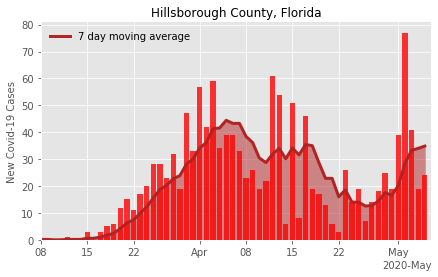 Hillsborough County, Florida
7 day moving average
New Covid-19 Cases
80
70
60
50
40
30
20
10
0
08 15 22 Apr 08 15 22 May
2020-May